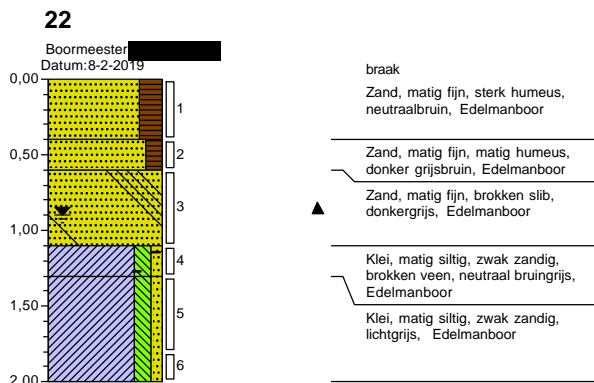 22
Boormeester
Datum:8-2-2019
0,00
0,50
1,00
1,50
2,00
1
2
3
4
5
6
braak
Zand, matig fijn, sterk humeus,
neutraalbruin, Edelmanboor
Zand, matig fijn, matig humeus,
donker grijsbruin, Edelmanboor
Zand, matig fijn, brokken slib,
donkergrijs, Edelmanboor
Klei, matig siltig, zwak zandig,
brokken veen, neutraal bruingrijs,
Edelmanboor
Klei, matig siltig, zwak zandig,
lichtgrijs, Edelmanboor